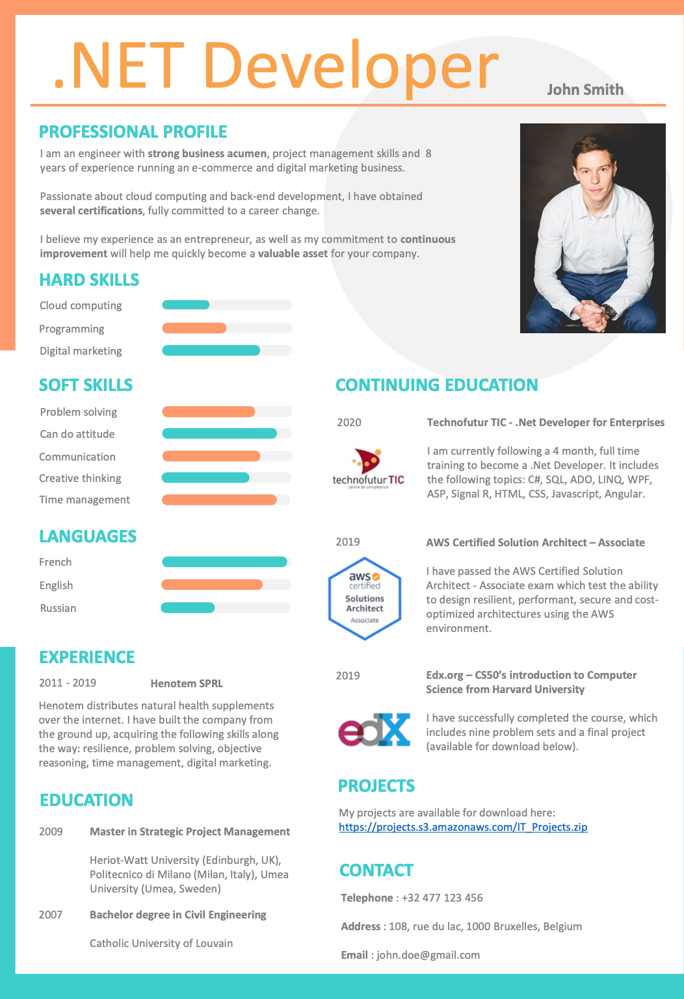 .NET Developer
John Smith
PROFESSIONAL PROFILE
I am an engineer with strong business acumen, project management skills and  8
years of experience running an e-commerce and digital marketing business.
Passionate about cloud computing and back-end development, I have obtained
several certifications, fully committed to a career change.
I believe my experience as an entrepreneur, as well as my commitment to continuous
improvement will help me quickly become a valuable asset for your company.
HARD SKILLS
Cloud computing
Programming
Digital marketing
SOFT SKILLS
Problem solving
Can do attitude
Communication
Creative thinking
Time management
LANGUAGES
French
English
Russian
EXPERIENCE
2011 - 2019 Henotem SPRL
Henotem distributes natural health supplements
over the internet. I have built the company from
the ground up, acquiring the following skills along
the way: resilience, problem solving, objective
reasoning, time management, digital marketing.
EDUCATION
2009 Master in Strategic Project Management
Heriot-Watt University (Edinburgh, UK),
Politecnico di Milano (Milan, Italy), Umea
University (Umea, Sweden)
2007 Bachelor degree in Civil Engineering
Catholic University of Louvain
CONTINUING EDUCATION
2020 Technofutur TIC - .Net Developer for Enterprises
technofutur TIC
centre de compétence
I am currently following a 4 month, full time
training to become a .Net Developer. It includes
the following topics: C#, SQL, ADO, LINQ, WPF,
ASP, Signal R, HTML, CSS, Javascript, Angular.
2019 AWS Certified Solution Architect – Associate
aws
certified
Solutions
Architect
Associate
I have passed the AWS Certified Solution
Architect - Associate exam which test the ability
to design resilient, performant, secure and cost-
optimized architectures using the AWS
environment.
2019 Edx.org – CS50’s introduction to Computer
Science from Harvard University
edX
I have successfully completed the course, which
includes nine problem sets and a final project
(available for download below).
PROJECTS
My projects are available for download here:
https://projects.s3.amazonaws.com/IT_Projects.zip
CONTACT
Telephone : +32 477 123 456
Address : 108, rue du lac, 1000 Bruxelles, Belgium
Email : john.doe@gmail.com